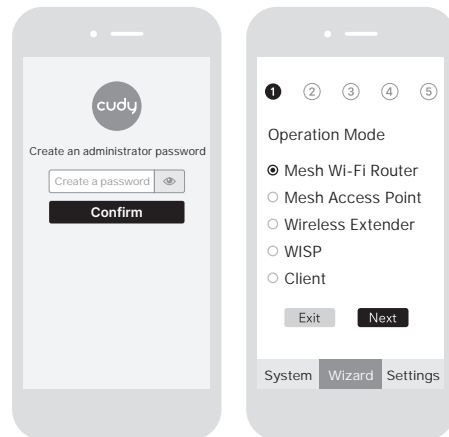 cudy
Create an administrator password
Create a password
Confirm
1 2 3 4 5
Operation Mode
Mesh Wi-Fi Router
Mesh Access Point
Wireless Extender
WISP
Client
Exit Next
System Wizard Settings